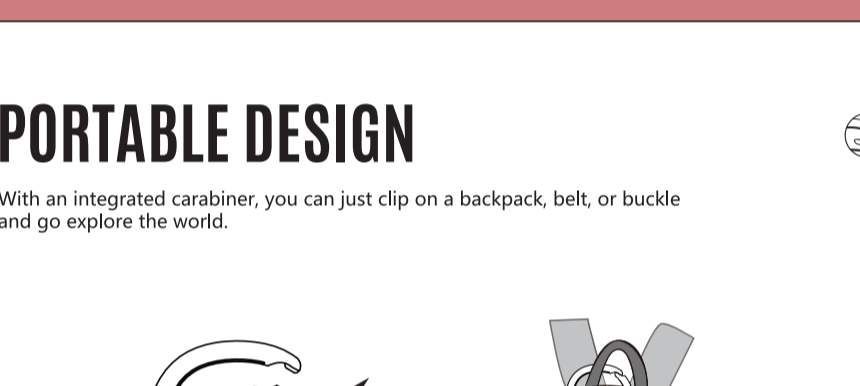 PORTABLE DESIGN
With an integrated carabiner, you can just clip on a backpack, belt, or buckle
and go explore the world.